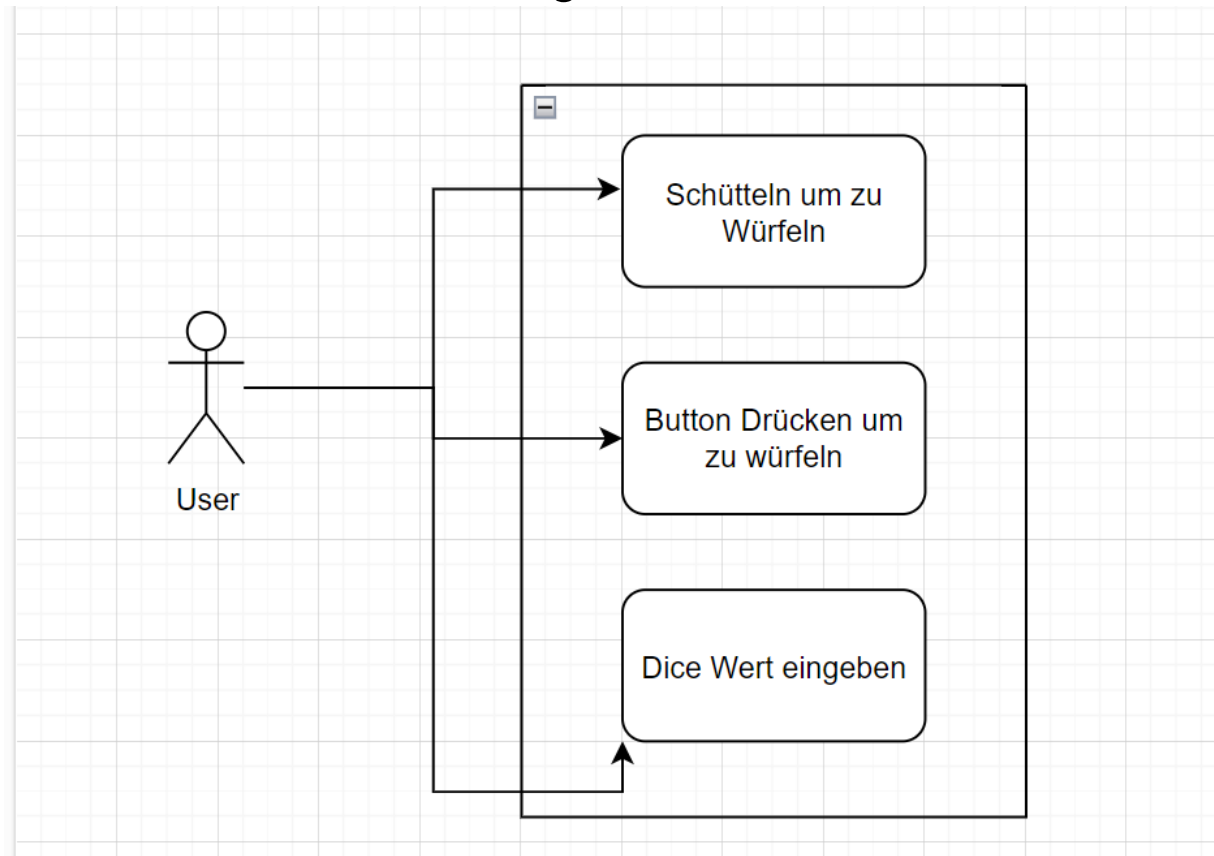 Schütteln um zu
Würfeln
Button Drücken um
zu würfeln
User
Dice Wert eingeben